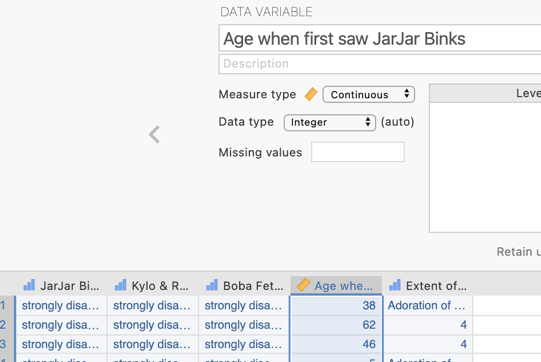 DATA VARIABLE
Age when first saw JarJar Binks
Description
Measure type Continuous
Leve
Data type Integer (auto)
Missing values
Retain u
JarJar Bi... Kylo & R... Boba Fet... Age whe... Extent of...
1 strongly disa... strongly disa... strongly disa... 38 Adoration of ...
2 strongly disa... strongly disa... strongly disa... 62 4
3 strongly disa... strongly disa... strongly disa... 46 4